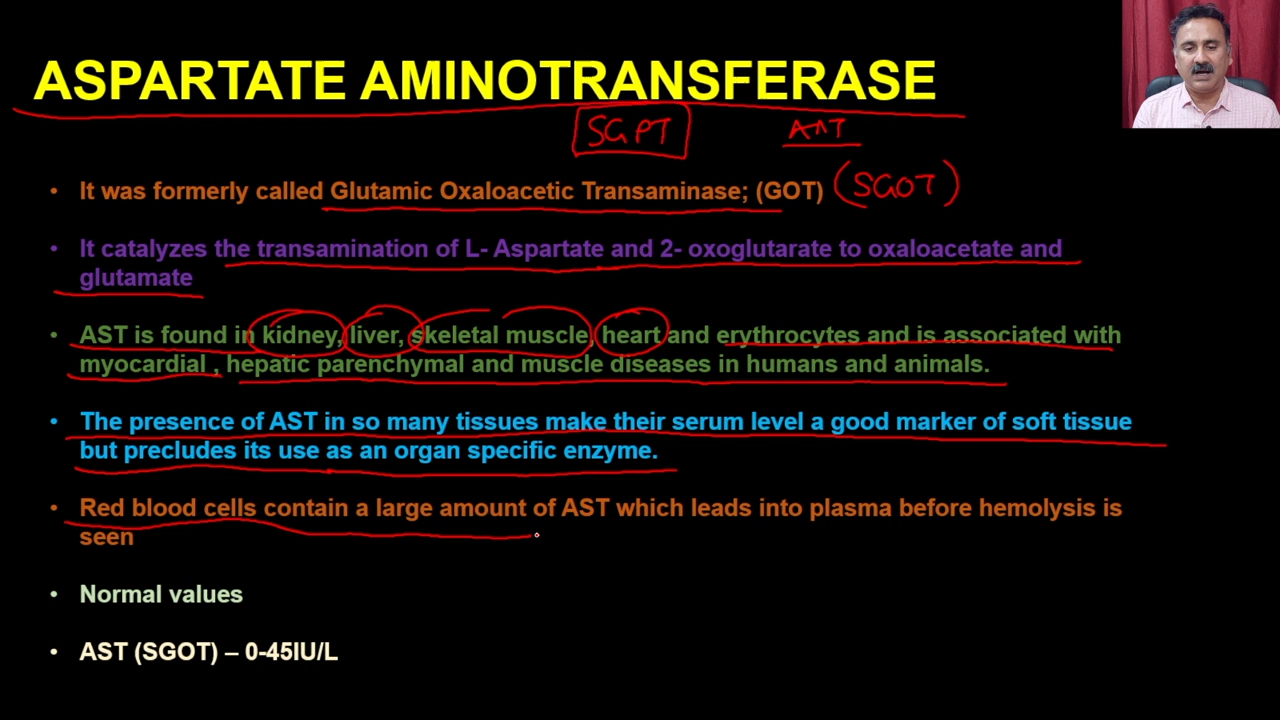 ASPARTATE AMINOTRANSFERASE
SGPT
• It was formerly called Glutamic Oxaloacetic Transaminase; (GOT) (SGOT)
• It catalyzes the transamination of L- Aspartate and 2- oxoglutarate to oxaloacetate and
glutamate
• AST is found in kidney, liver, skeletal muscle, heart and erythrocytes and is associated with
myocardial , hepatic parenchymal and muscle diseases in humans and animals.
• The presence of AST in so many tissues make their serum level a good marker of soft tissue
but precludes its use as an organ specific enzyme.
• Red blood cells contain a large amount of AST which leads into plasma before hemolysis is
seen
• Normal values
• AST (SGOT) – 0-45IU/L